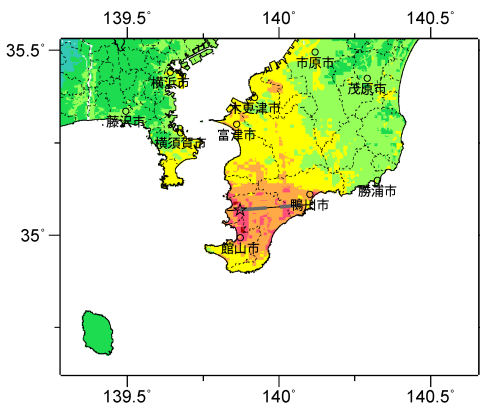 139.5° 140° 140.5°
35.5°
35°
市原市
横浜市
茂原市
木更津市
藤沢市
富津市
横須賀市
勝浦市
鴨川市
館山市
139.5° 140° 140.5°